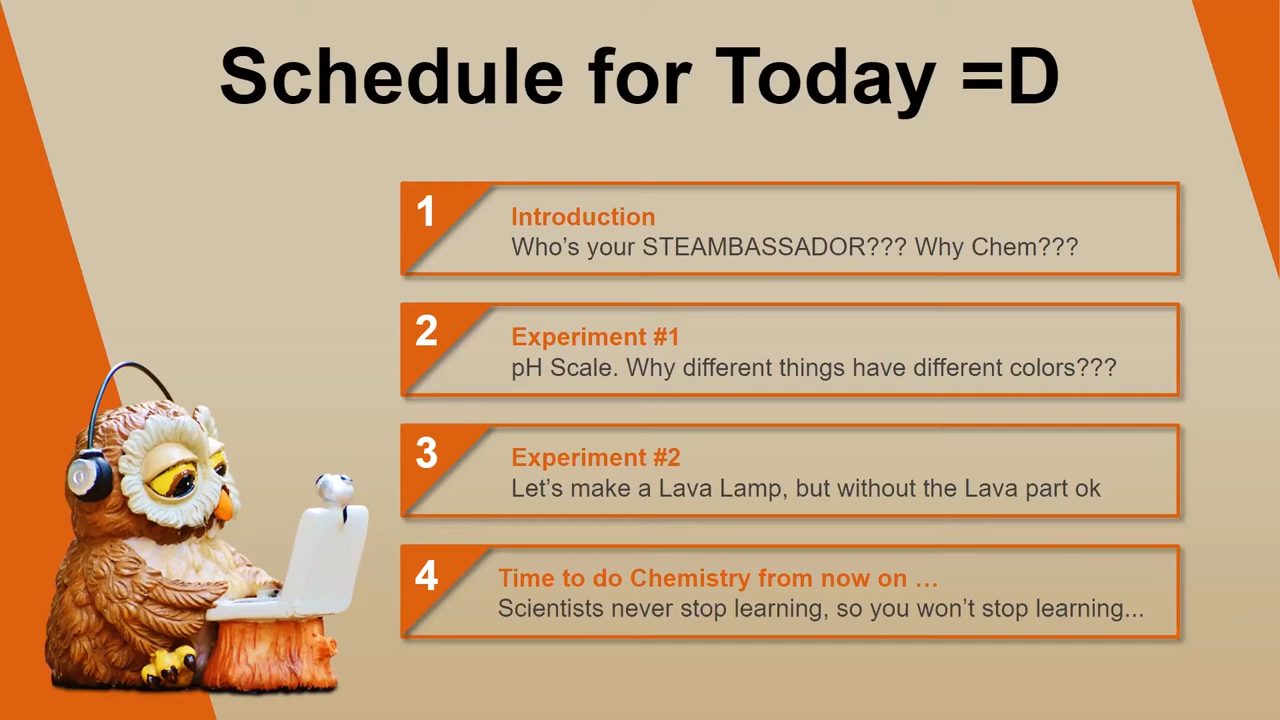 Schedule for Today =D
1
Introduction
Who’s your STEAMBASSADOR??? Why Chem???
2
Experiment #1
pH Scale. Why different things have different colors???
3
Experiment #2
Let’s make a Lava Lamp, but without the Lava part ok
4
Time to do Chemistry from now on …
Scientists never stop learning, so you won’t stop learning...